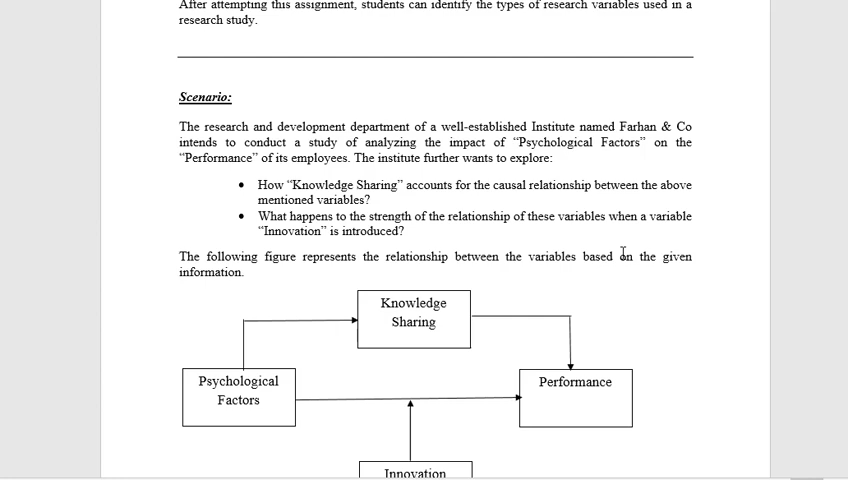 After attempting this assignment, students can identify the types of research variables used in a
research study.
Scenario:
The research and development department of a well-established Institute named Farhan & Co
intends to conduct a study of analyzing the impact of “Psychological Factors” on the
“Performance” of its employees. The institute further wants to explore:
• How “Knowledge Sharing” accounts for the causal relationship between the above
mentioned variables?
• What happens to the strength of the relationship of these variables when a variable
“Innovation” is introduced?
The following figure represents the relationship between the variables based on the given
information.
Knowledge
Sharing
Psychological
Factors
Performance
Innovation